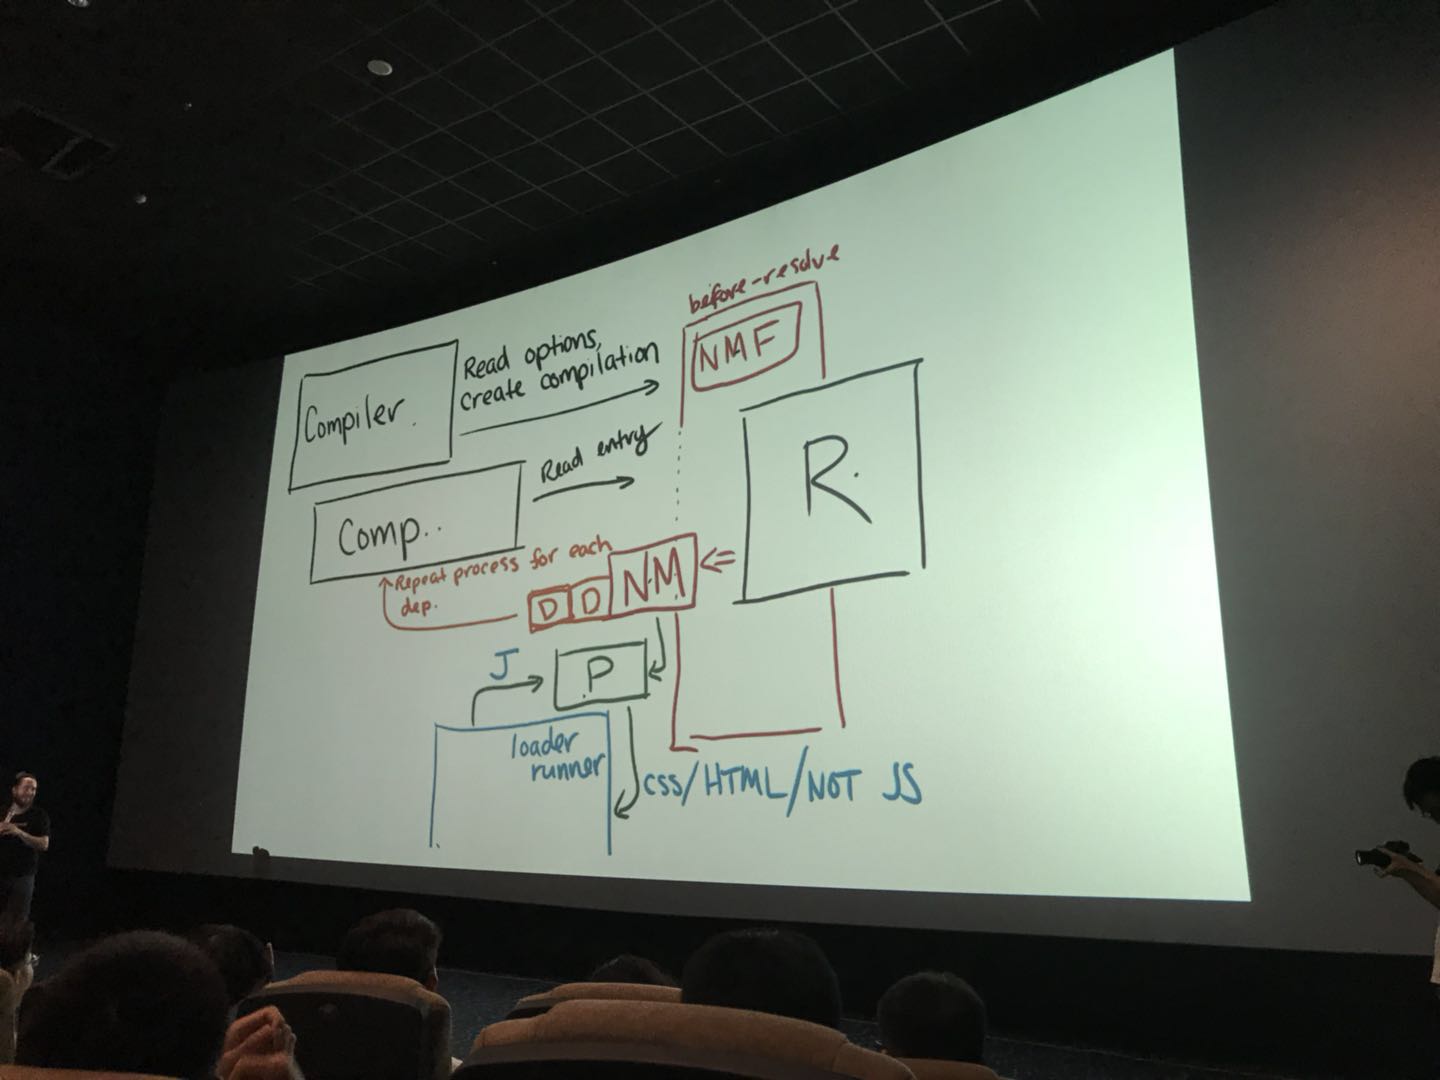 before-resolve
NMF
Read options,
create compilation
Compiler.
R.
Read entry
Comp..
Repeat process for each
dep.
D D NM
J
P
loader
runner
CSS/HTML/NOT JS